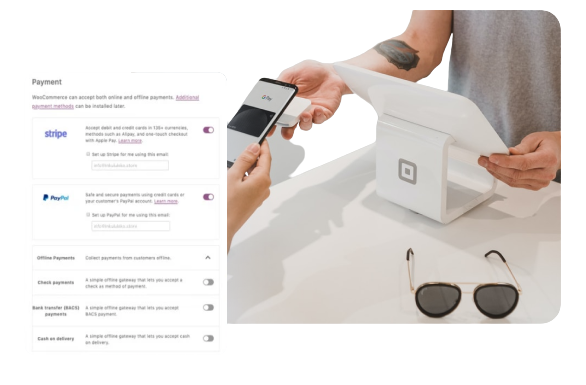 Payment
WooCommerce can accept both online and offline payments. Additional
payment methods can be installed later.
stripe
Accept debit and credit cards in 135+ currencies,
methods such as Alipay, and one-touch checkout
with Apple Pay. Learn more.
Set up Stripe for me using this email:
PayPal
Safe and secure payments using credit cards or
your customer's PayPal account. Learn more.
Set up PayPal for me using this email:
Offline Payments
Collect payments from customers offline.
Check payments
A simple offline gateway that lets you accept a
check as method of payment.
Bank transfer (BACS)
payments
A simple offline gateway that lets you accept
BACS payment.
Cash on delivery
A simple offline gateway that lets you accept cash
on delivery.
G Pay